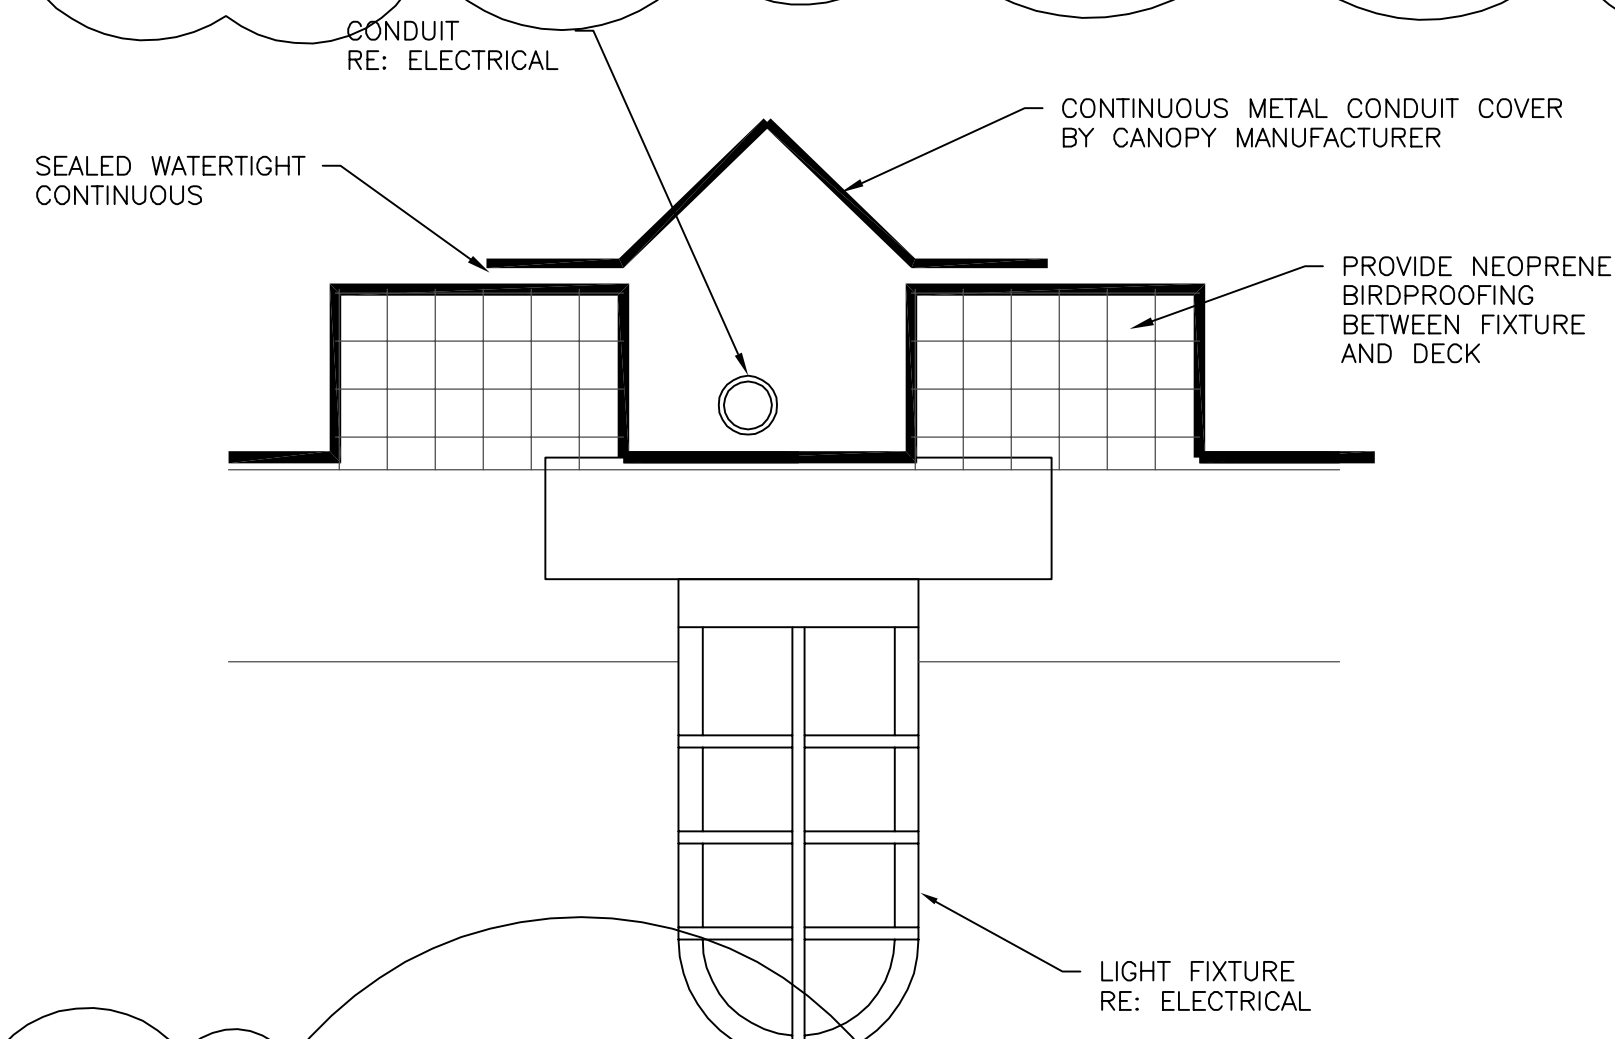 CONDUIT
RE: ELECTRICAL
CONTINUOUS METAL CONDUIT COVER
BY CANOPY MANUFACTURER
SEALED WATERTIGHT
CONTINUOUS
PROVIDE NEOPRENE
BIRDPROOFING
BETWEEN FIXTURE
AND DECK
LIGHT FIXTURE
RE: ELECTRICAL